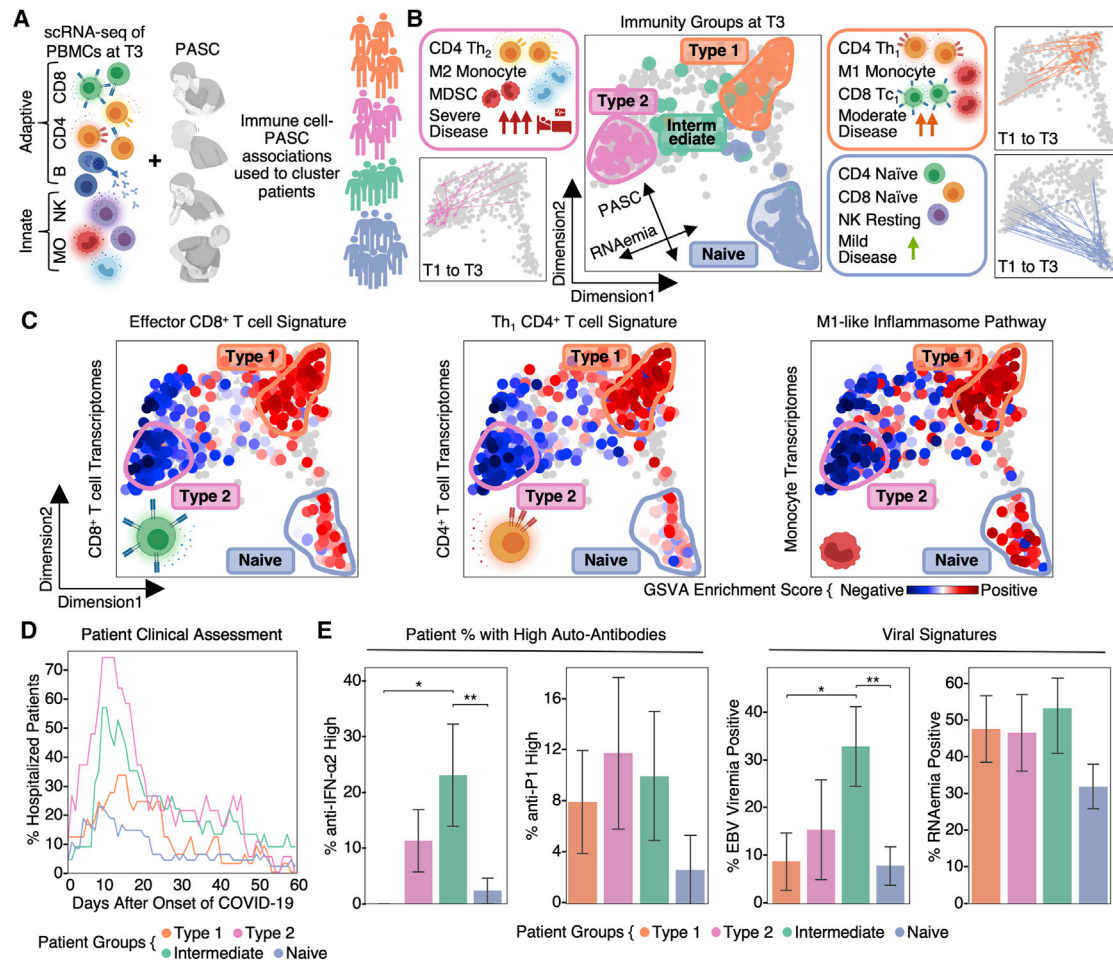 A
scRNA-seq of
PBMCs at T3
PASC
Adaptive
Innate
CD8
CD4
B
NK
MO
+
Immune cell-
PASC
associations
used to cluster
patients
B
Immunity Groups at T3
CD4 Th2
M2 Monocyte
MDSC
Severe
Disease
T1 to T3
Type 1
Type 2
Interm
ediate
Naive
PASC
RNAemia
Dimension2
Dimension1
CD4 Th1
M1 Monocyte
CD8 Tc1
Moderate
Disease
T1 to T3
CD4 Naïve
CD8 Naïve
NK Resting
Mild
Disease
T1 to T3
C
Effector CD8+ T cell Signature
CD8+ T cell Transcriptomes
Type 1
Type 2
Naive
Dimension2
Dimension1
Th1 CD4+ T cell Signature
CD4+ T cell Transcriptomes
Type 1
Type 2
Naive
M1-like Inflammasome Pathway
Monocyte Transcriptomes
Type 1
Type 2
Naive
GSVA Enrichment Score { Negative Positive
D
Patient Clinical Assessment
% Hospitalized Patients
70
60
50
40
30
20
10
0
0 10 20 30 40 50 60
Days After Onset of COVID-19
Patient Groups { Type 1 Type 2
Intermediate Naive
E
Patient % with High Auto-Antibodies
% anti-IFN-α2 High
40
30
20
10
0
* **
% anti-P1 High
16
12
8
4
0
Viral Signatures
% EBV Viremia Positive
40
30
20
10
0
* **
% RNAemia Positive
60
50
40
30
20
10
0
Patient Groups { Type 1 Type 2 Intermediate Naive